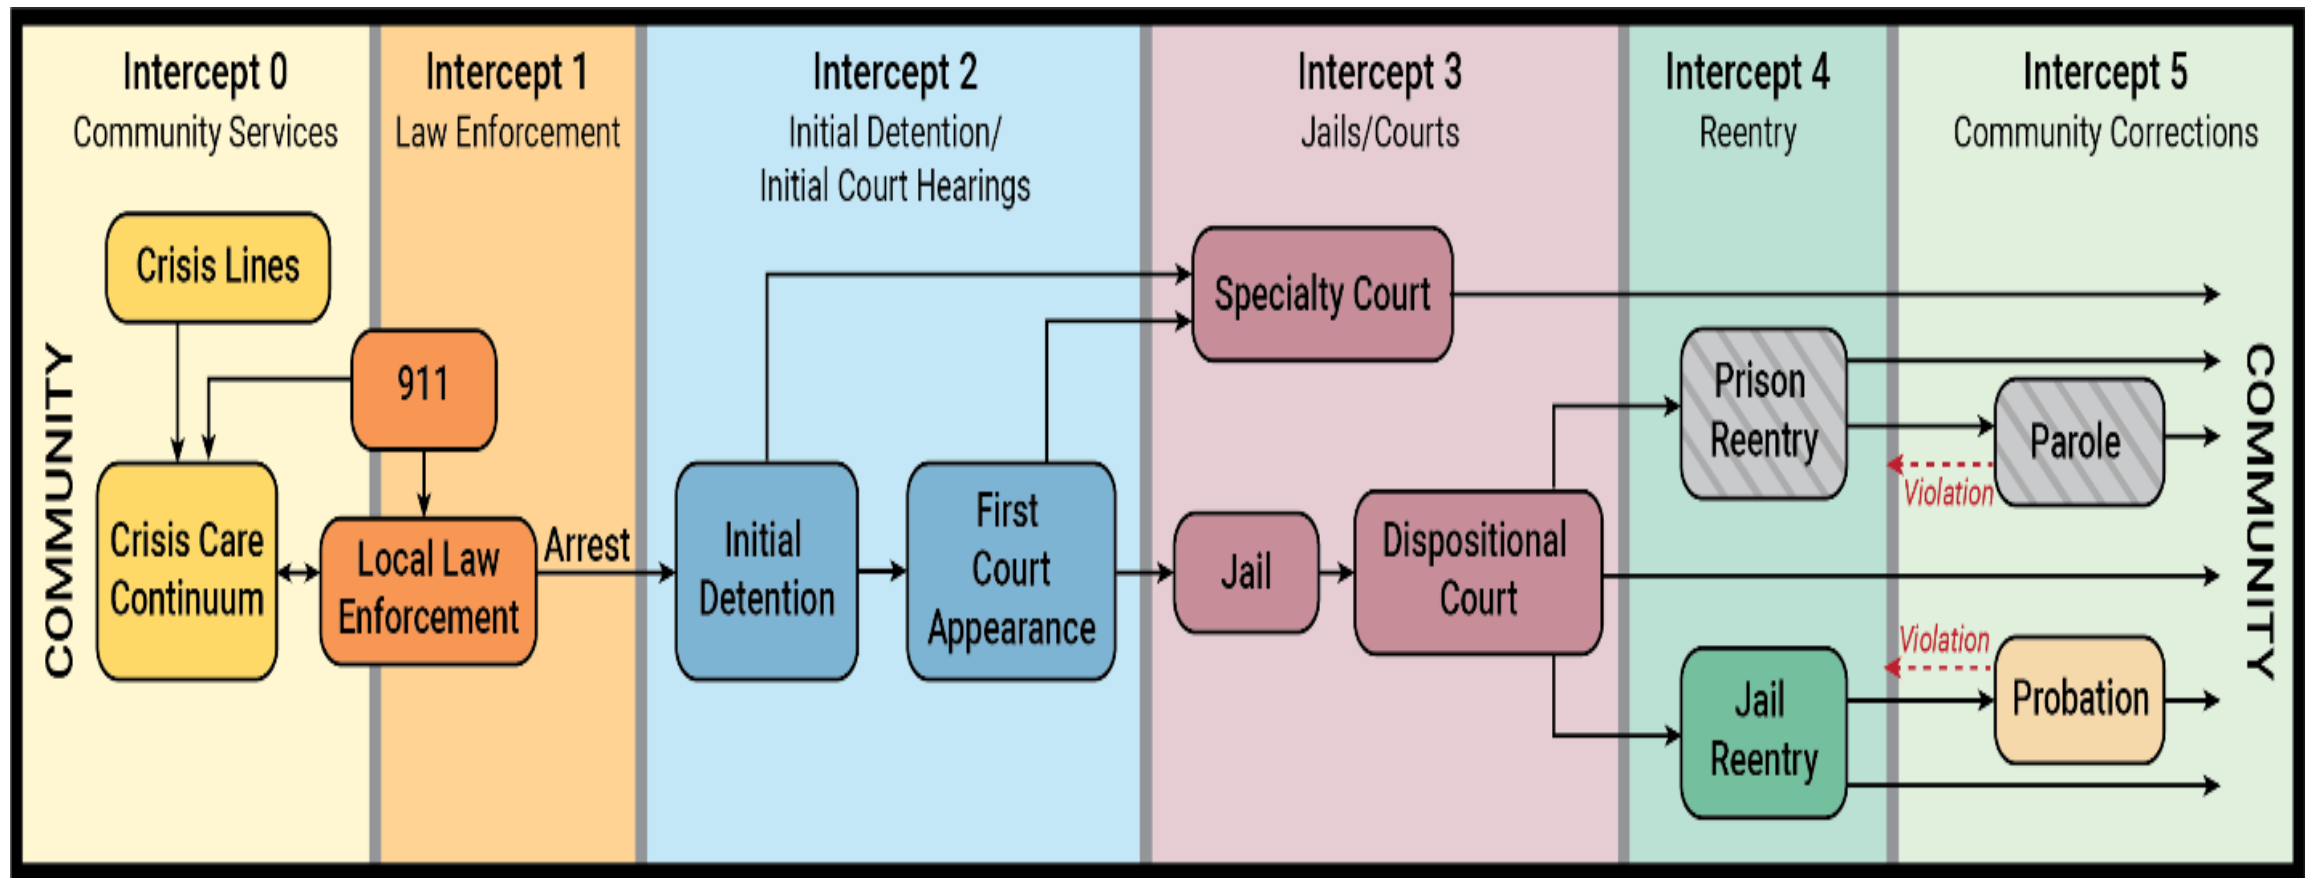 Intercept 0
Community Services
Intercept 1
Law Enforcement
Intercept 2
Initial Detention/
Initial Court Hearings
Intercept 3
Jails/Courts
Intercept 4
Reentry
Intercept 5
Community Corrections
COMMUNITY
Crisis Lines
911
Crisis Care
Continuum
Local Law
Enforcement
Arrest
Initial
Detention
First
Court
Appearance
Specialty Court
Jail
Dispositional
Court
Prison
Reentry
Jail
Reentry
Parole
Violation
Violation
Probation
COMMUNITY